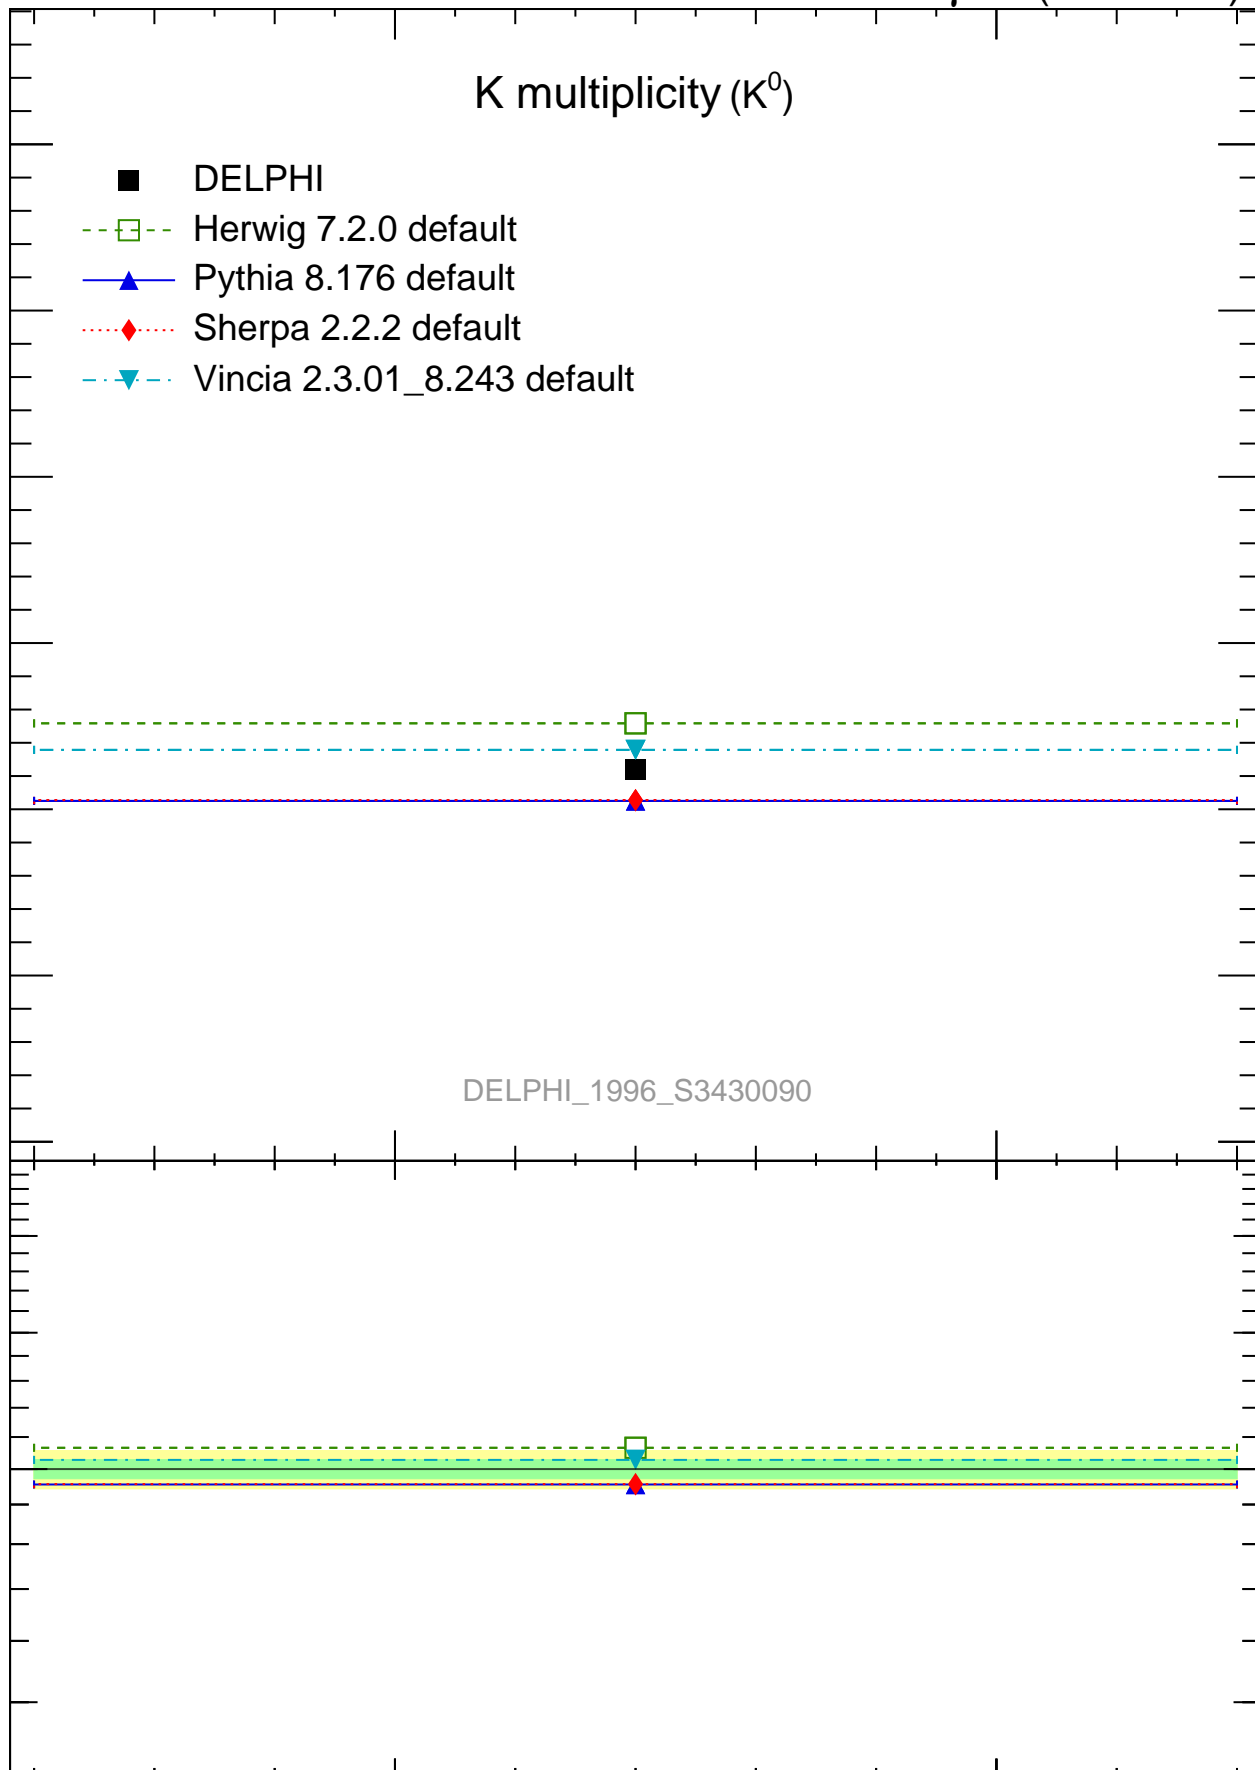 K multiplicity (K⁰)
DELPHI
Herwig 7.2.0 default
Pythia 8.176 default
Sherpa 2.2.2 default
Vincia 2.3.01_8.243 default
DELPHI_1996_S3430090